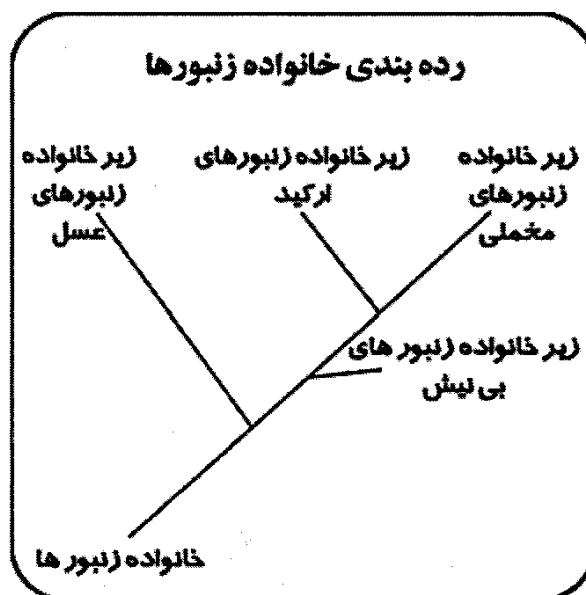 رده بندی خانواده زنبورها
زیر خانواده
زنبورهای
مخملی
زیر خانواده زنبورهای
ارکید
زیر خانواده
زنبورهای
عسل
زیر خانواده زنبور های
بی نیش
خانواده زنبور ها